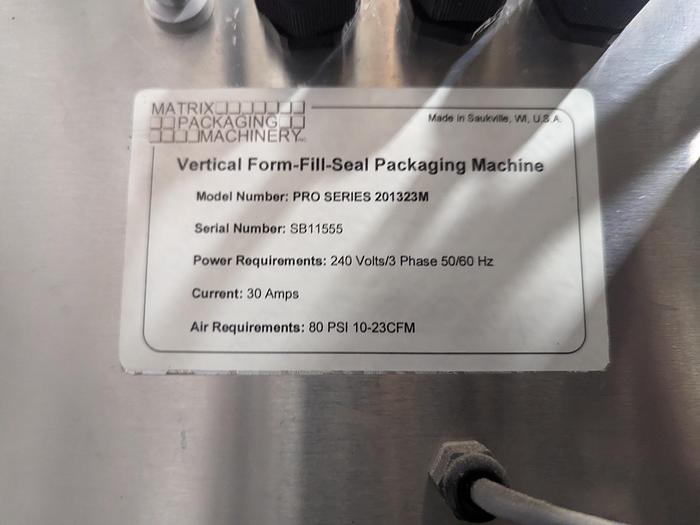 MATRIX
PACKAGING
MACHINERY INC.
Made in Saukville, WI, U.S.A.
Vertical Form-Fill-Seal Packaging Machine
Model Number: PRO SERIES 201323M
Serial Number: SB11555
Power Requirements: 240 Volts/3 Phase 50/60 Hz
Current: 30 Amps
Air Requirements: 80 PSI 10-23CFM